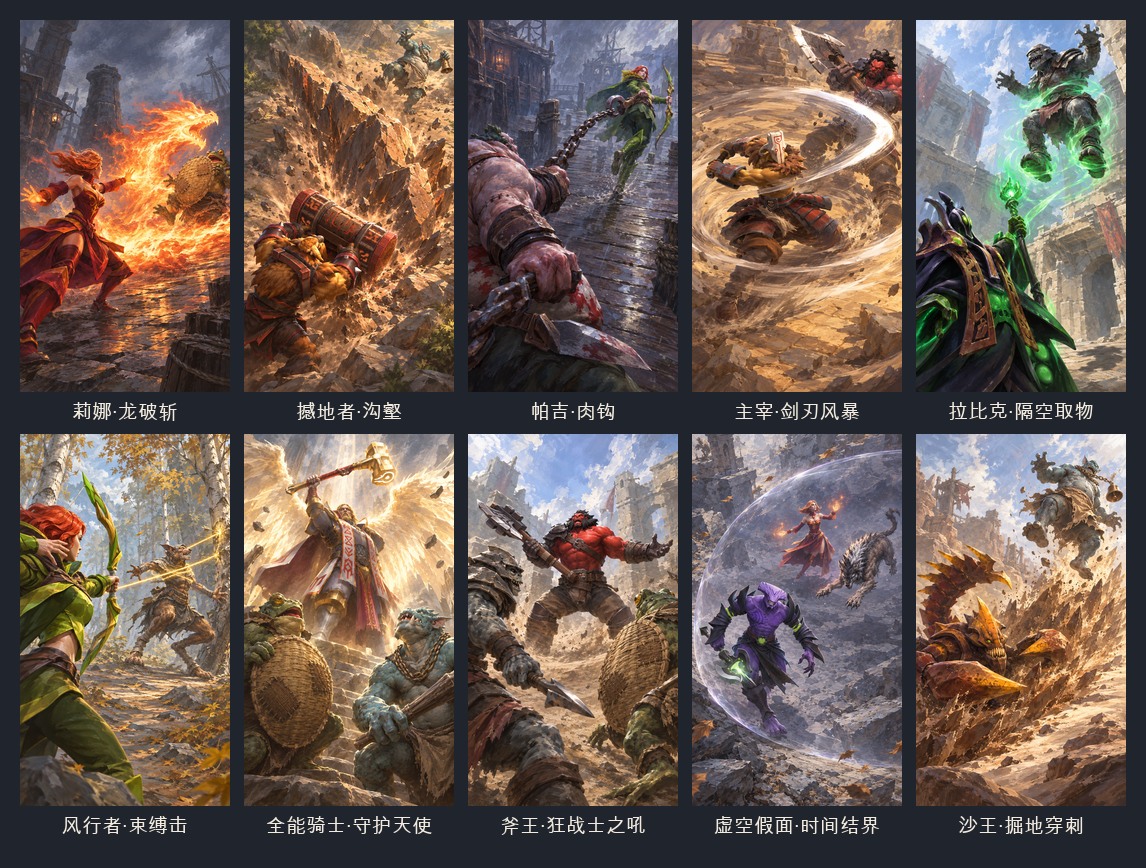 莉娜·龙破斩
撼地者·沟壑
帕吉·肉钩
主宰·剑刃风暴
拉比克·隔空取物
风行者·束缚击
全能骑士·守护天使
斧王·狂战士之吼
虚空假面·时间结界
沙王·掘地穿刺